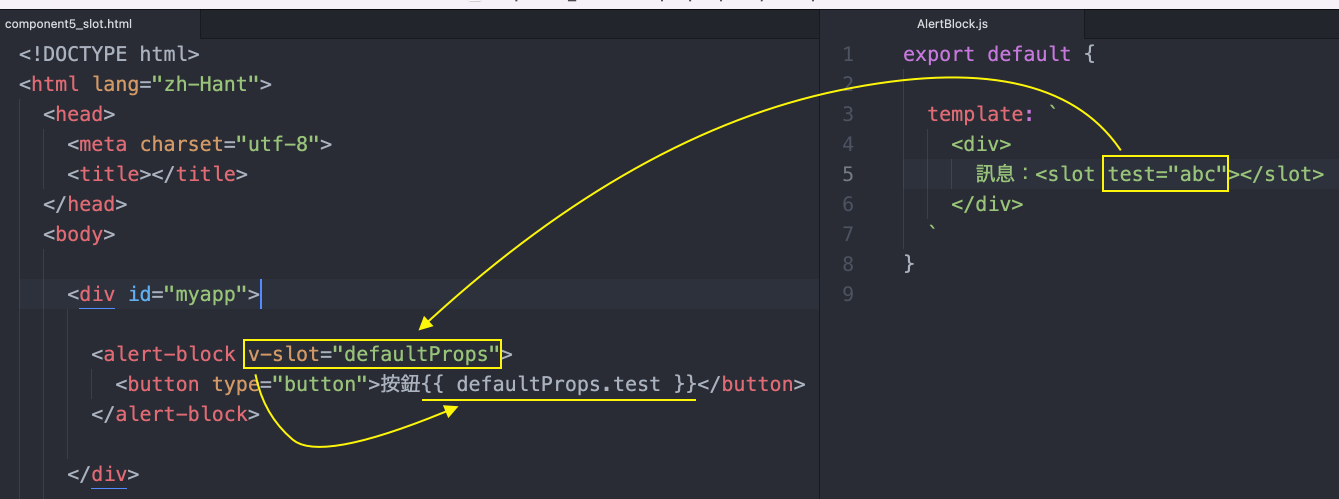 component5_slot.html
<!DOCTYPE html>
<html lang="zh-Hant">
<head>
<meta charset="utf-8">
<title></title>
</head>
<body>
<div id="myapp">
<alert-block v-slot="defaultProps">
<button type="button">按鈕{{ defaultProps.test }}</button>
</alert-block>
</div>
AlertBlock.js
1 export default {
2
3 template: `
4 <div>
5 訊息：<slot test="abc"></slot>
6 </div>
7 `
8 }
9